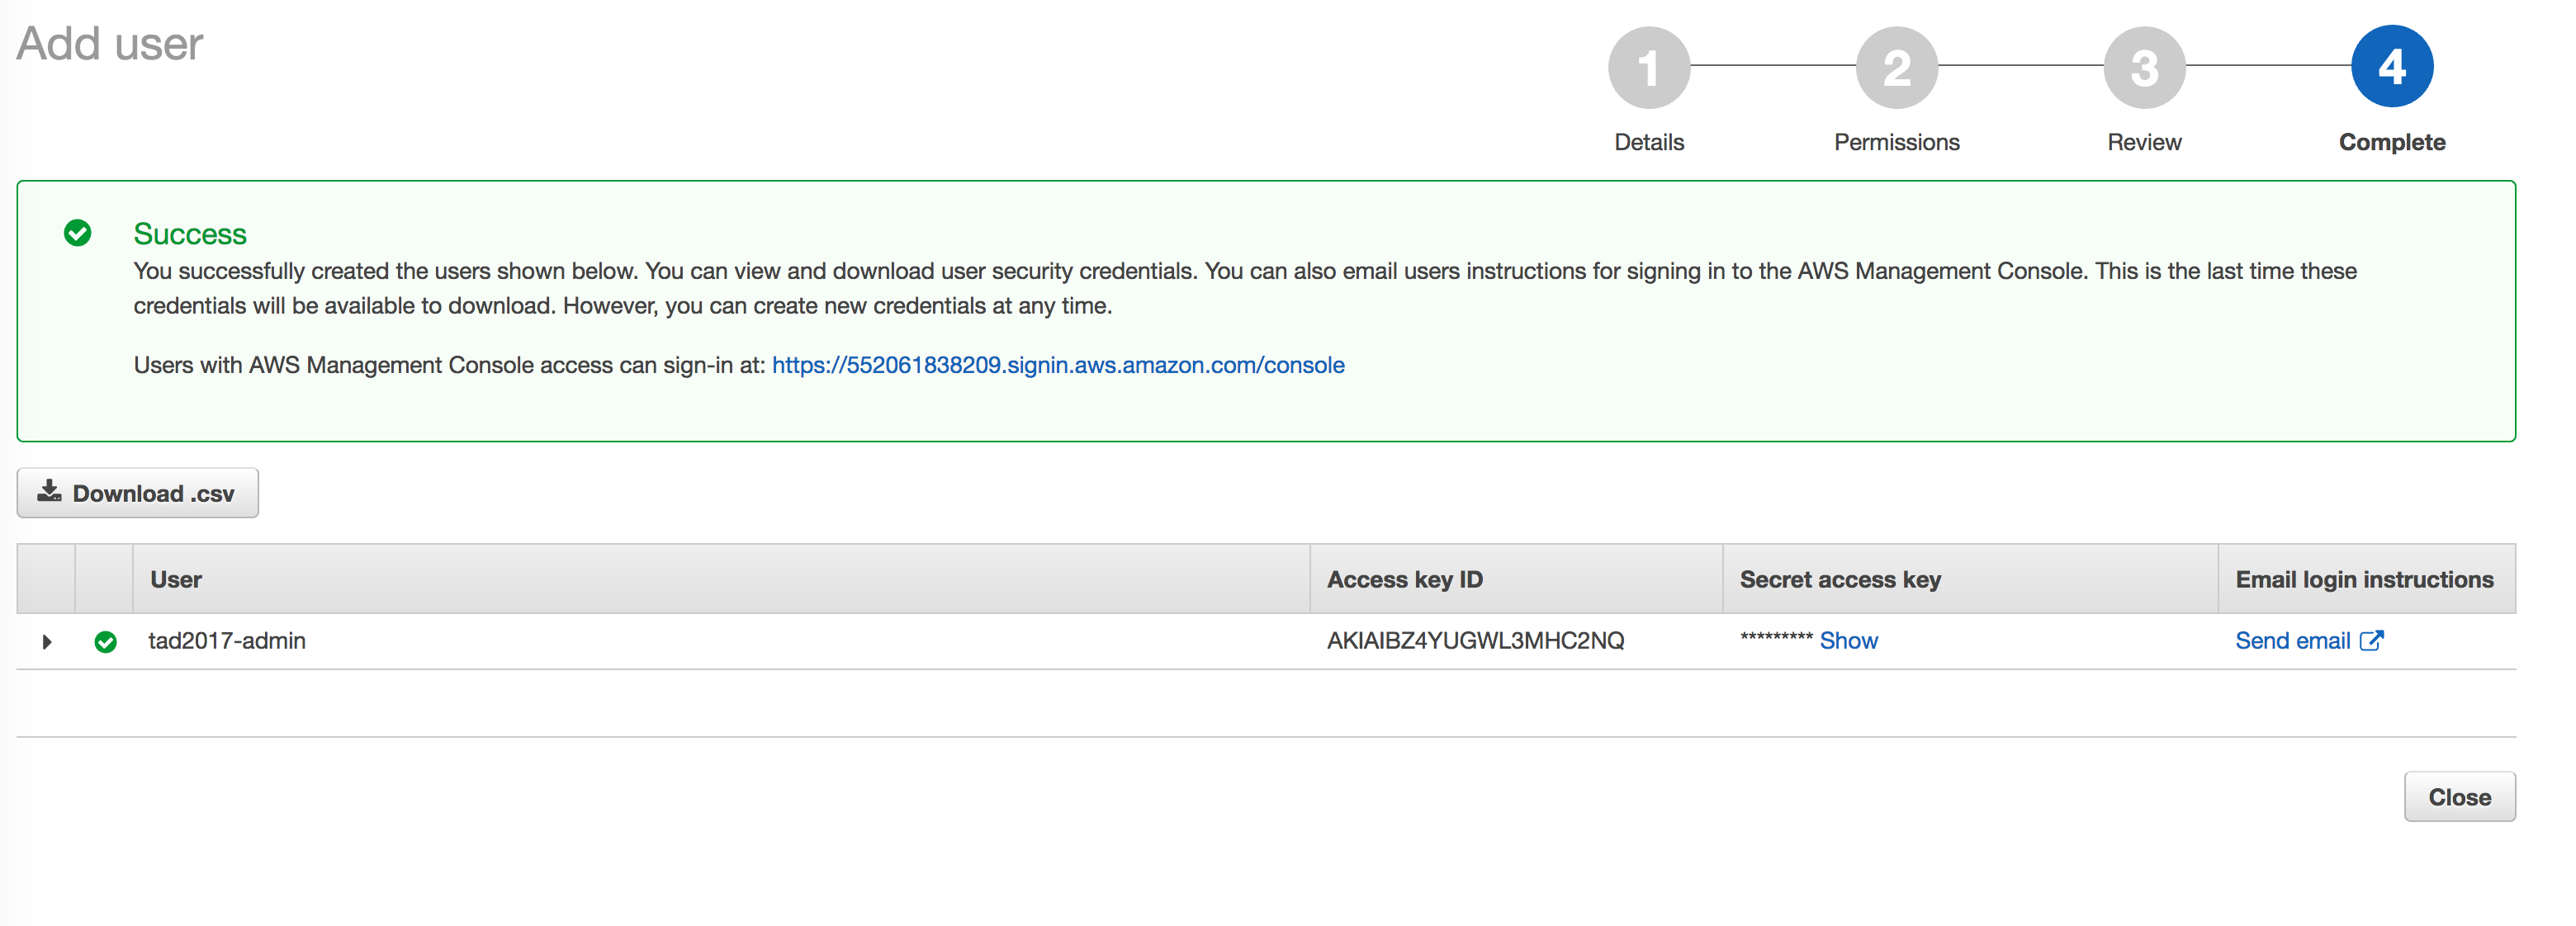 Add user
1
2
3
4
Details
Permissions
Review
Complete
Success
You successfully created the users shown below. You can view and download user security credentials. You can also email users instructions for signing in to the AWS Management Console. This is the last time these
credentials will be available to download. However, you can create new credentials at any time.
Users with AWS Management Console access can sign-in at: https://552061838209.signin.aws.amazon.com/console
Download .csv
User
Access key ID
Secret access key
Email login instructions
tad2017-admin
AKIAIBZ4YUGWL3MHC2NQ
********* Show
Send email
Close